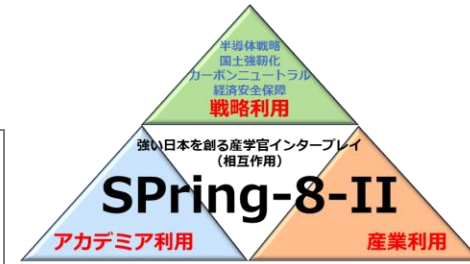 半導体戦略
国土強靭化
カーボンニュートラル
経済安全保障
戦略利用
強い日本を創る産学官インタープレイ
（相互作用）
SPring-8-II
アカデミア利用
産業利用